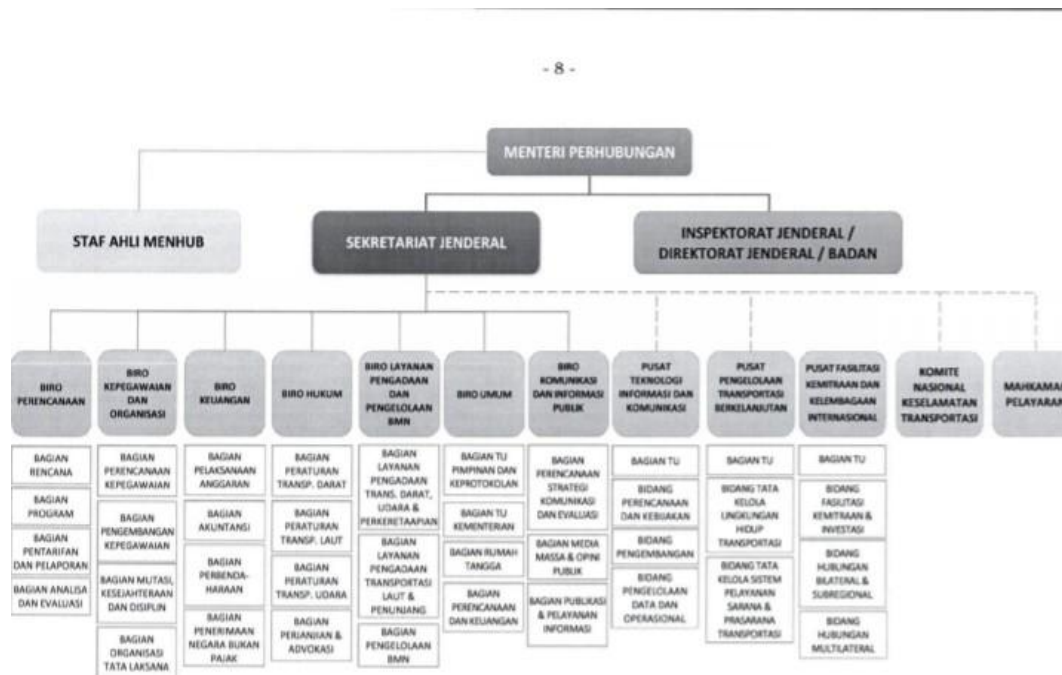 - 8 -
MENTERI PERHUBUNGAN
STAF AHLI MENHUB
SEKRETARIAT JENDERAL
INSPEKTORAT JENDERAL /
DIREKTORAT JENDERAL / BADAN
BIRO
PERENCANAAN
BIRO
KEPEGAWAIAN
DAN
ORGANISASI
BIRO
KEUANGAN
BIRO HUKUM
BIRO LAYANAN
PENGADAAN
DAN
PENGELOLAAN
BMN
BIRO UMUM
BIRO
KOMUNIKASI
DAN INFORMASI
PUBLIK
PUSAT
TEKNOLOGI
INFORMASI DAN
KOMUNIKASI
PUSAT
PENGELOLAAN
TRANSPORTASI
BERKELANJUTAN
PUSAT FASILITASI
KEMITRAAN DAN
KELEMBAGAAN
INTERNASIONAL
KOMITE
NASIONAL
KESELAMATAN
TRANSPORTASI
MAHKAMAH
PELAYARAN
BAGIAN
RENCANA
BAGIAN
PROGRAM
BAGIAN
PENTARIFAN
DAN PELAPORAN
BAGIAN ANALISA
DAN EVALUASI
BAGIAN
PERENCANAAN
KEPEGAWAIAN
BAGIAN
PENGEMBANGAN
KEPEGAWAIAN
BAGIAN MUTASI,
KESEJAHTERAAN
DAN DISIPLIN
BAGIAN
ORGANISASI
TATA LAKSANA
BAGIAN
PELAKSANAAN
ANGGARAN
BAGIAN
AKUNTANSI
BAGIAN
PERBENDA-
HARAAN
BAGIAN
PENERIMAAN
NEGARA BUKAN
PAJAK
BAGIAN
PERATURAN
TRANSP. DARAT
BAGIAN
PERATURAN
TRANSP. LAUT
BAGIAN
PERATURAN
TRANSP. UDARA
BAGIAN
PERJANJIAN &
ADVOKASI
BAGIAN
LAYANAN
PENGADAAN
TRANS. DARAT,
UDARA &
PERKERETAAPIAN
BAGIAN
LAYANAN
PENGADAAN
TRANSPORTASI
LAUT &
PENUNJANG
BAGIAN
PENGELOLAAN
BMN
BAGIAN TU
PIMPINAN DAN
KEPROTOKOLAN
BAGIAN TU
KEMENTERIAN
BAGIAN RUMAH
TANGGA
BAGIAN
PERENCANAAN
DAN KEUANGAN
BAGIAN
PERENCANAAN
STRATEGI
KOMUNIKASI
DAN EVALUASI
BAGIAN MEDIA
MASSA & OPINI
PUBLIK
BAGIAN PUBLIKASI
& PELAYANAN
INFORMASI
BAGIAN TU
BIDANG
PERENCANAAN
DAN KEBIJAKAN
BIDANG
PENGEMBANGAN
BIDANG
PENGELOLAAN
DATA DAN
OPERASIONAL
BAGIAN TU
BIDANG TATA
KELOLA
LINGKUNGAN
HIDUP
TRANSPORTASI
BIDANG TATA
KELOLA SISTEM
PELAYANAN
SARANA &
PRASARANA
TRANSPORTASI
BAGIAN TU
BIDANG
FASILITASI
KEMITRAAN &
INVESTASI
BIDANG
HUBUNGAN
BILATERAL &
SUBREGIONAL
BIDANG
HUBUNGAN
MULTILATERAL